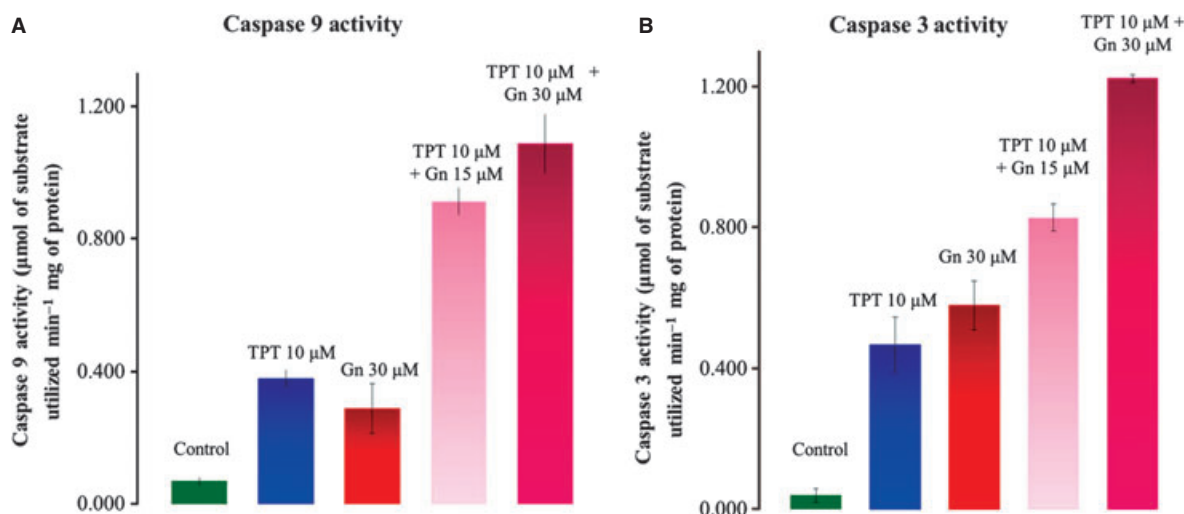 A
Caspase 9 activity
Caspase 9 activity (μmol of substrate
utilized min⁻¹ mg of protein)
1.200
0.800
0.400
0.000
Control
TPT 10 μM
Gn 30 μM
TPT 10 μM
+ Gn 15 μM
TPT 10 μM +
Gn 30 μM
B
Caspase 3 activity
Caspase 3 activity (μmol of substrate
utilized min⁻¹ mg of protein)
1.200
0.800
0.400
0.000
Control
TPT 10 μM
Gn 30 μM
TPT 10 μM
+ Gn 15 μM
TPT 10 μM +
Gn 30 μM